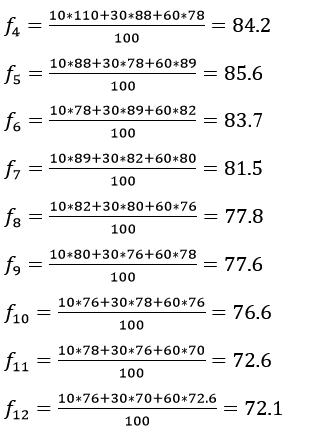 f₄ = (10*110+30*88+60*78)/100 = 84.2
f₅ = (10*88+30*78+60*89)/100 = 85.6
f₆ = (10*78+30*89+60*82)/100 = 83.7
f₇ = (10*89+30*82+60*80)/100 = 81.5
f₈ = (10*82+30*80+60*76)/100 = 77.8
f₉ = (10*80+30*76+60*78)/100 = 77.6
f₁₀ = (10*76+30*78+60*76)/100 = 76.6
f₁₁ = (10*78+30*76+60*70)/100 = 72.6
f₁₂ = (10*76+30*70+60*72.6)/100 = 72.1